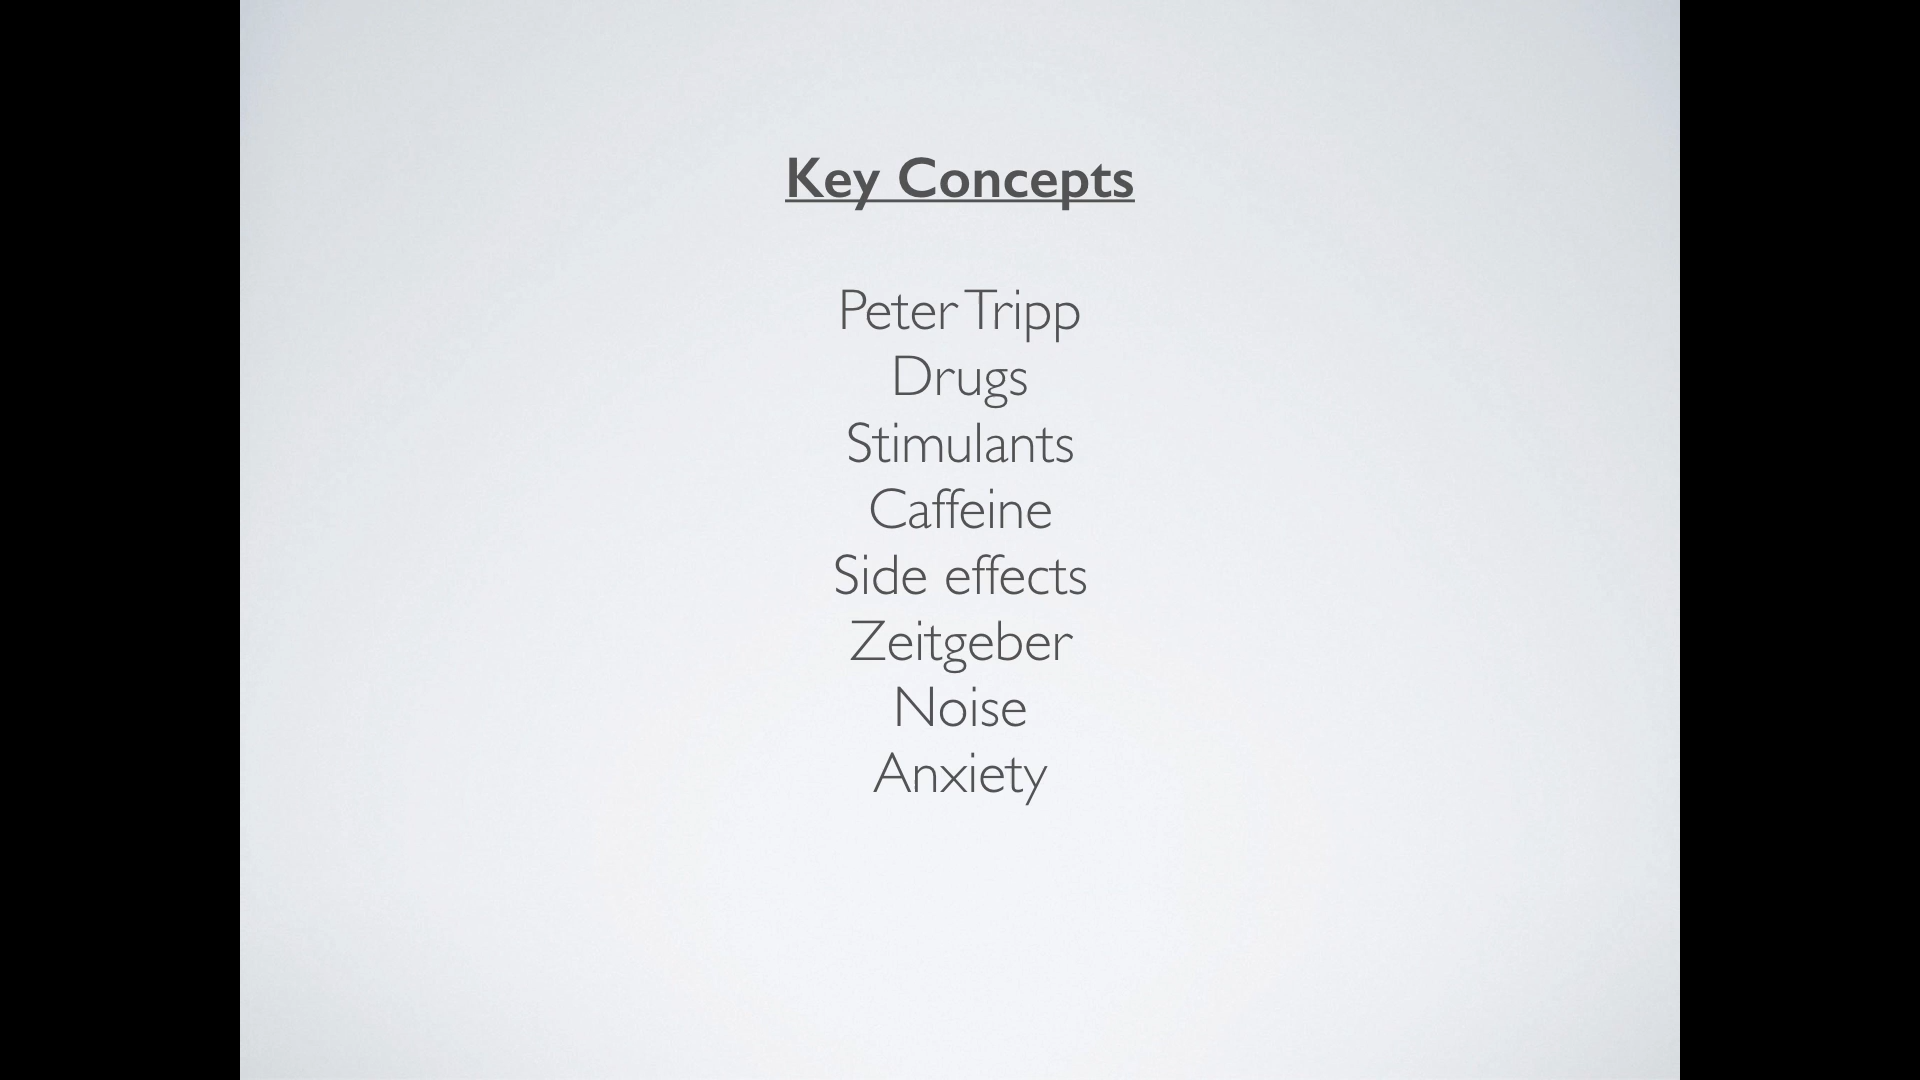 Key Concepts
Peter Tripp
Drugs
Stimulants
Caffeine
Side effects
Zeitgeber
Noise
Anxiety